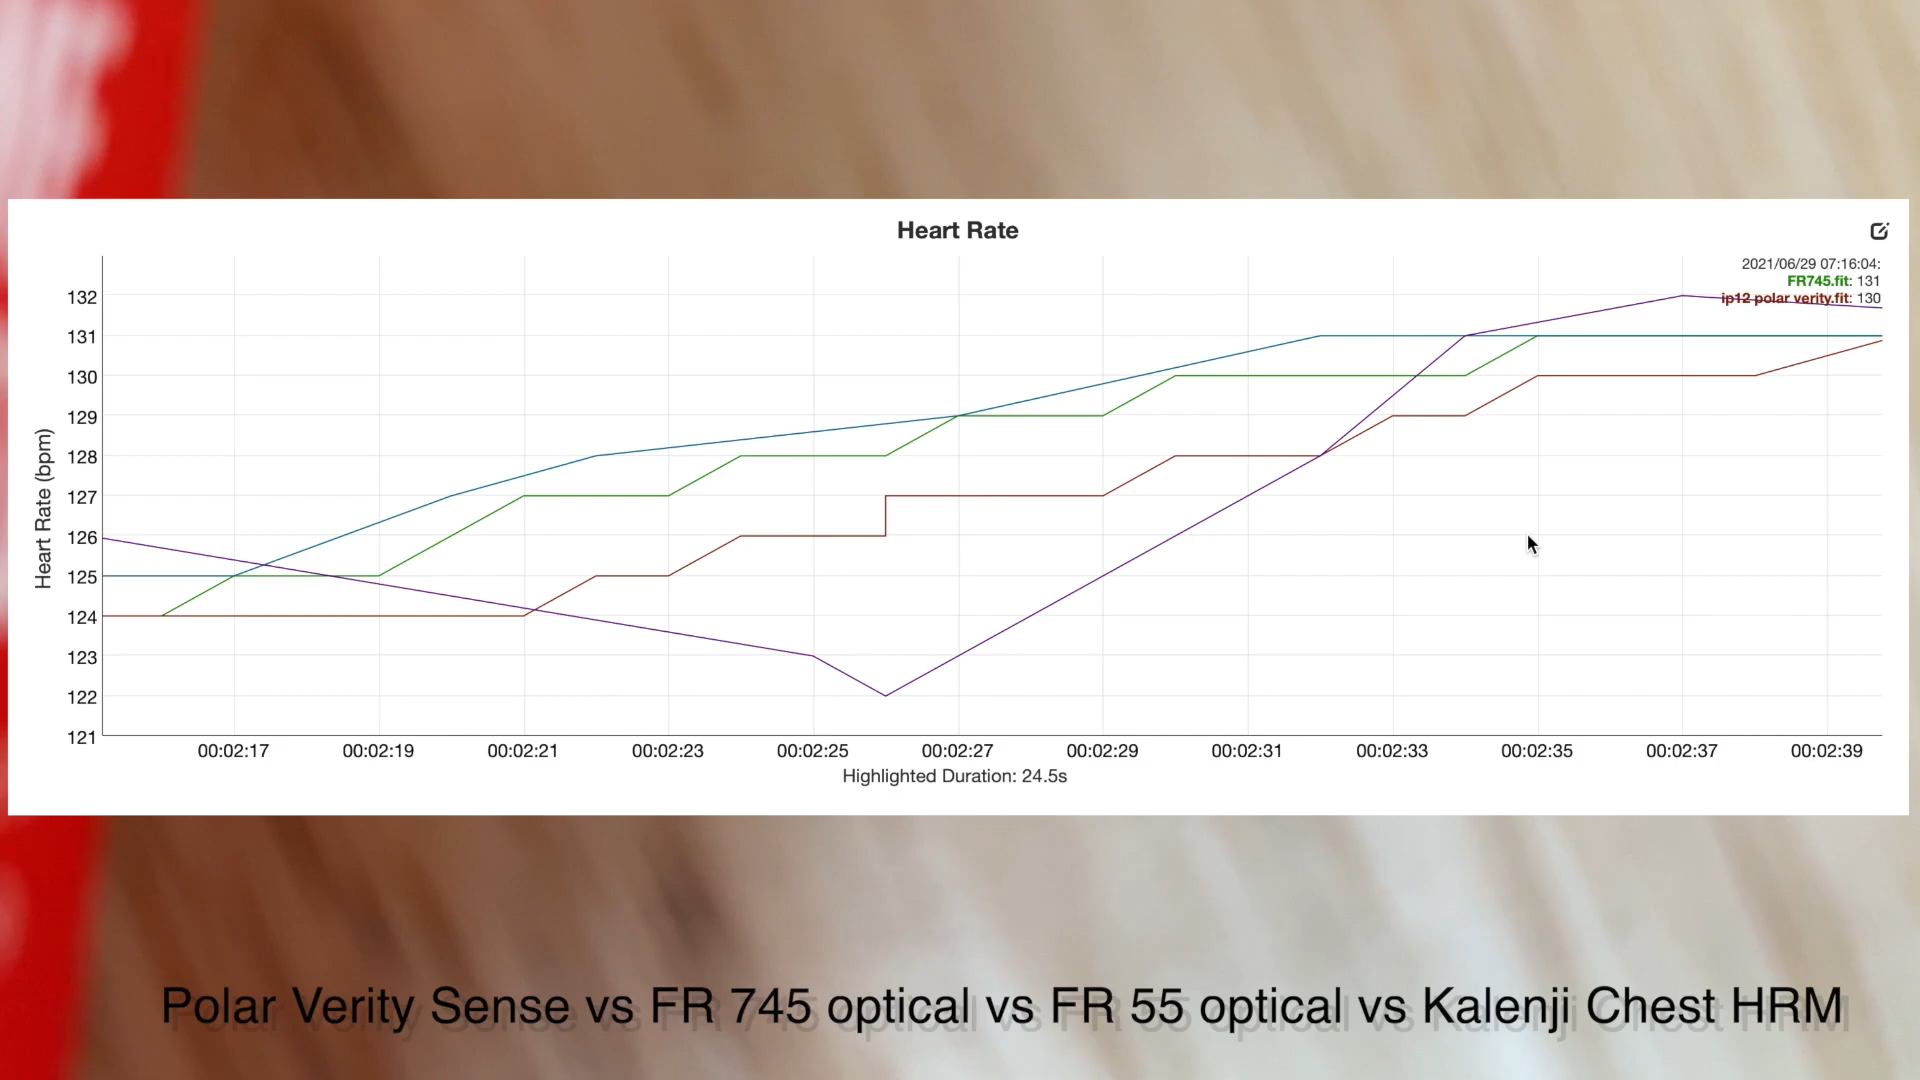 Heart Rate
2021/06/29 07:16:04:
FR745.fit: 131
ip12 polar verity.fit: 130
Heart Rate (bpm)
132
131
130
129
128
127
126
125
124
123
122
121
00:02:17 00:02:19 00:02:21 00:02:23 00:02:25 00:02:27 00:02:29 00:02:31 00:02:33 00:02:35 00:02:37 00:02:39
Highlighted Duration: 24.5s
Polar Verity Sense vs FR 745 optical vs FR 55 optical vs Kalenji Chest HRM